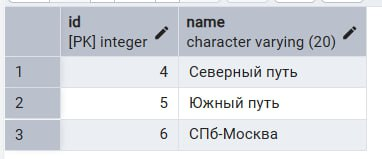 id name
[PK] integer character varying (20)
1 4 Северный путь
2 5 Южный путь
3 6 СПб-Москва